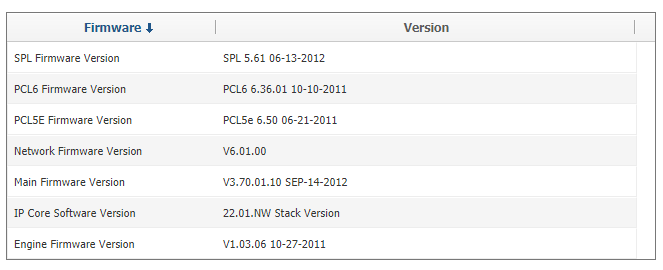 Firmware Version
SPL Firmware Version SPL 5.61 06-13-2012
PCL6 Firmware Version PCL6 6.36.01 10-10-2011
PCL5E Firmware Version PCL5e 6.50 06-21-2011
Network Firmware Version V6.01.00
Main Firmware Version V3.70.01.10 SEP-14-2012
IP Core Software Version 22.01.NW Stack Version
Engine Firmware Version V1.03.06 10-27-2011